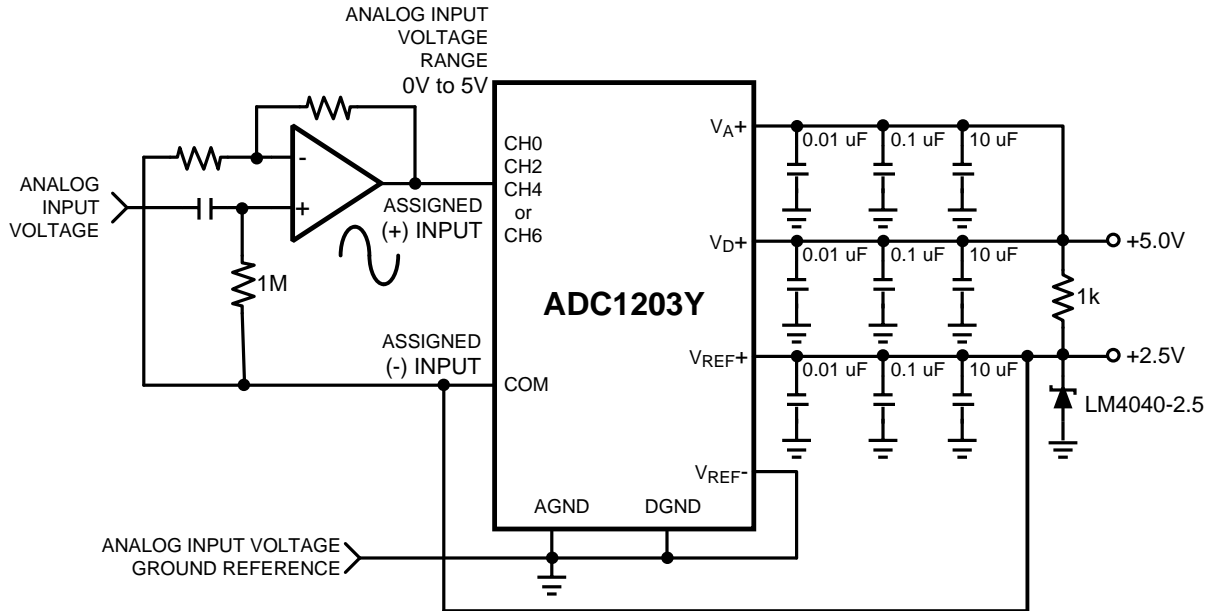 ANALOG INPUT
VOLTAGE
RANGE
0V to 5V
ANALOG
INPUT
VOLTAGE
-
+
1M
ASSIGNED
(+) INPUT
ASSIGNED
(-) INPUT
CH0
CH2
CH4
or
CH6
COM
ADC1203Y
VA+
VD+
VREF+
VREF-
AGND
DGND
0.01 uF
0.1 uF
10 uF
0.01 uF
0.1 uF
10 uF
0.01 uF
0.1 uF
10 uF
+5.0V
1k
+2.5V
LM4040-2.5
ANALOG INPUT VOLTAGE
GROUND REFERENCE